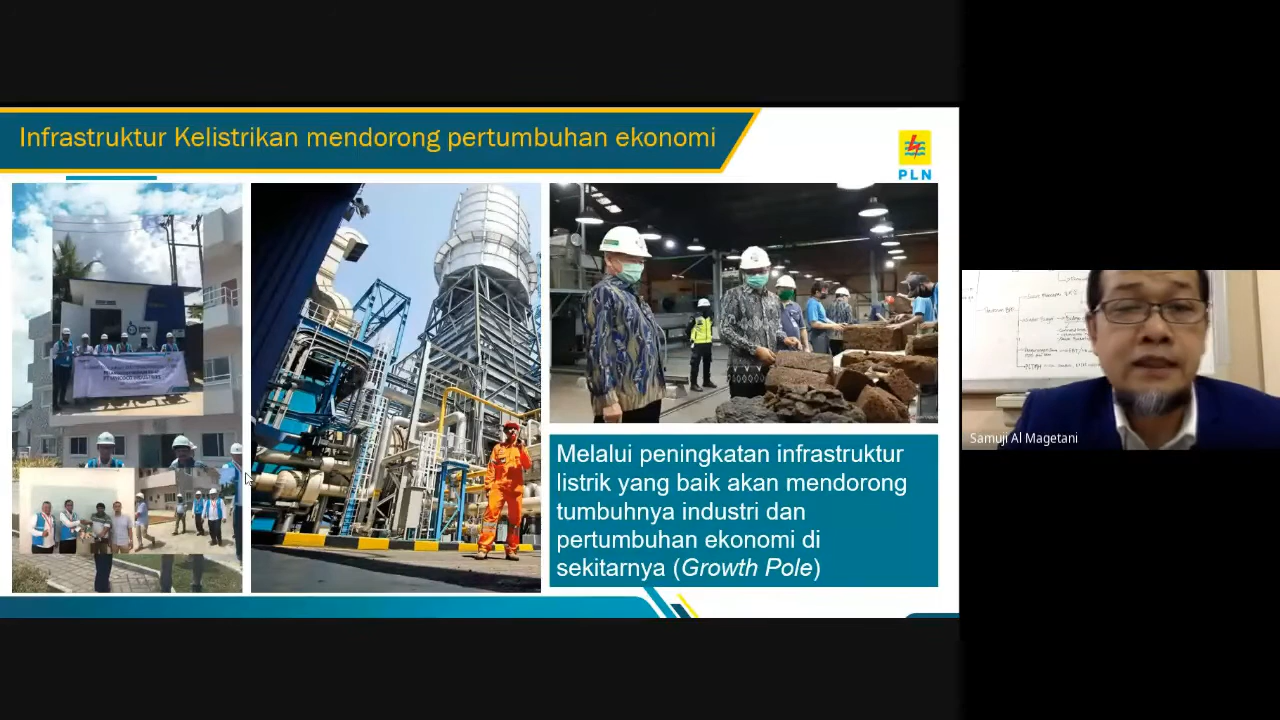 Infrastruktur Kelistrikan mendorong pertumbuhan ekonomi
PLN
Melalui peningkatan infrastruktur
listrik yang baik akan mendorong
tumbuhnya industri dan
pertumbuhan ekonomi di
sekitarnya (Growth Pole)
Samuji Al Magetani